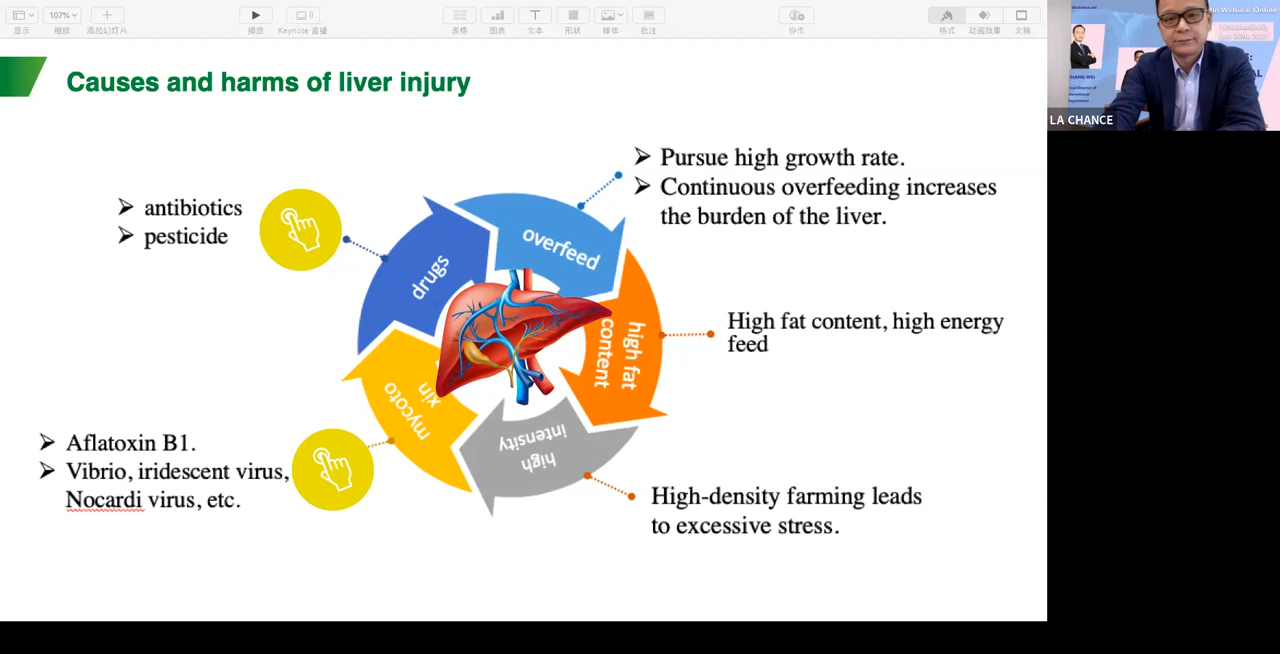 107%
显示
缩放
添加幻灯片
播放
Keynote 直播
表格
图表
文本
形状
媒体
批注
协作
格式
动画效果
文稿
Causes and harms of liver injury
➢ Pursue high growth rate.
➢ Continuous overfeeding increases
the burden of the liver.
➢ antibiotics
➢ pesticide
overfeed
drugs
high fat
content
High fat content, high energy
feed
mycoto
xin
high
intensity
➢ Aflatoxin B1.
➢ Vibrio, iridescent virus,
Nocardi virus, etc.
High-density farming leads
to excessive stress.
Webinar Online
LA CHANCE